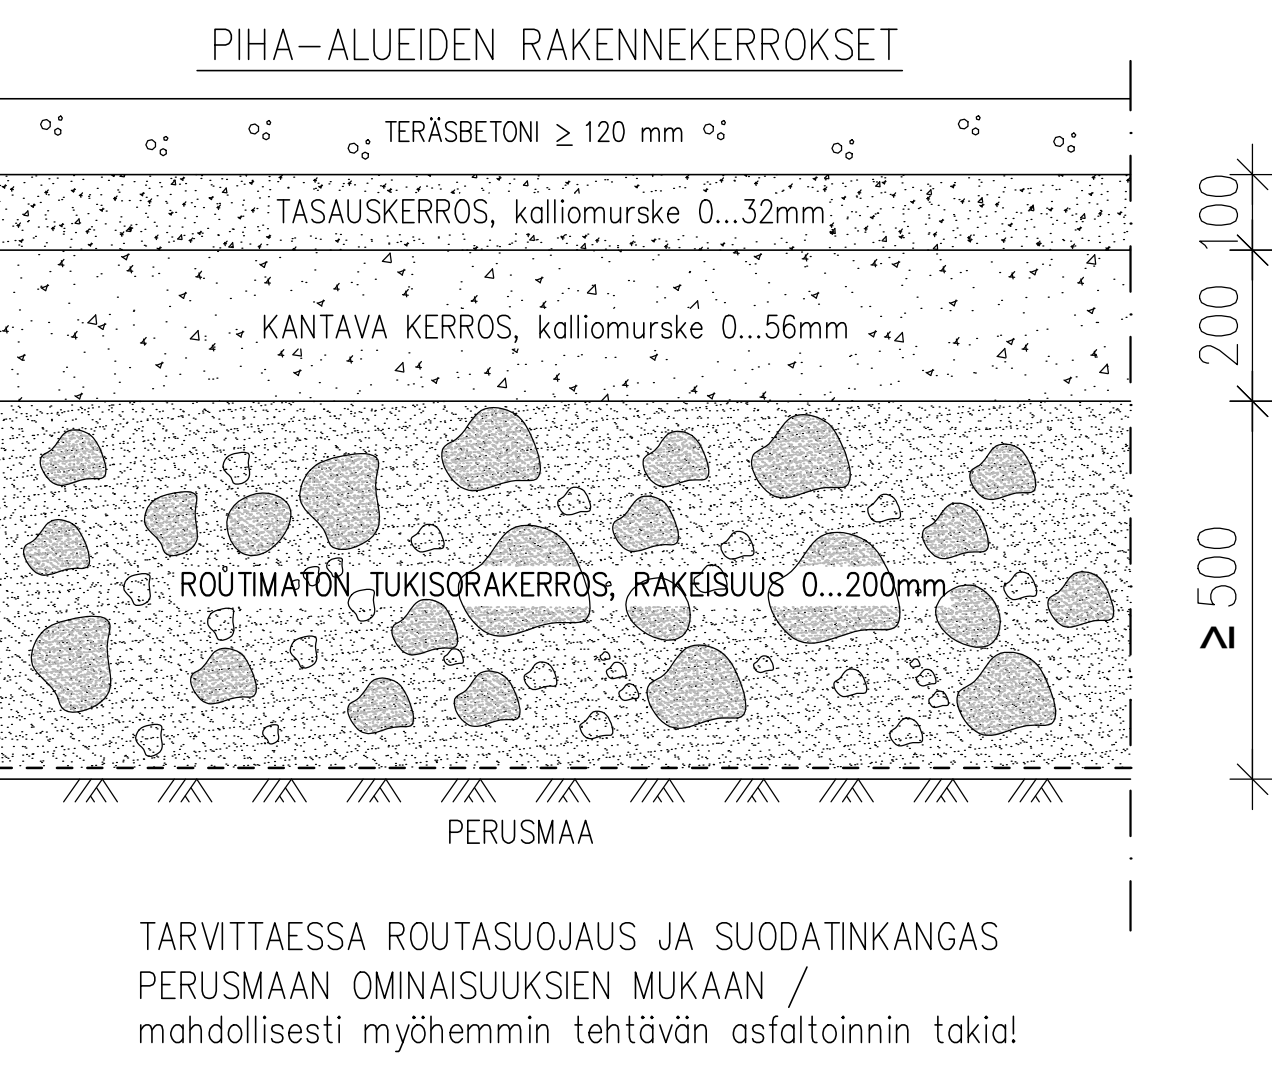 PIHA-ALUEIDEN RAKENNEKERROKSET
TERÄSBETONI ≥ 120 mm
TASAUSKERROS, kalliomurske 0...32mm
100
KANTAVA KERROS, kalliomurske 0...56mm
200
ROUTIMATON TUKISORAKERROS, RAKEISUUS 0...200mm
≥ 500
PERUSMAA
TARVITTAESSA ROUTASUOJAUS JA SUODATINKANGAS
PERUSMAAN OMINAISUUKSIEN MUKAAN /
mahdollisesti myöhemmin tehtävän asfaltoinnin takia!